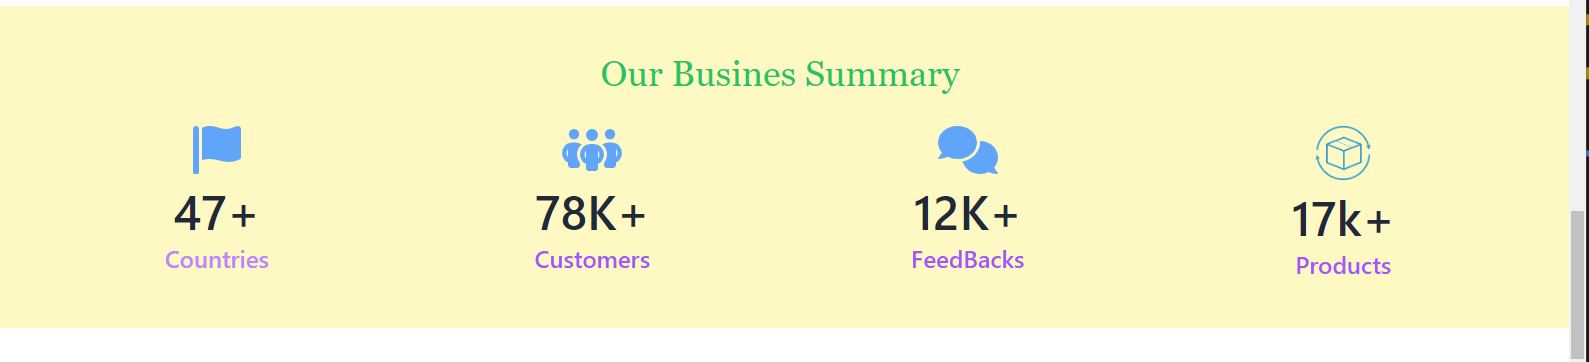 Our Busines Summary
47+
Countries
78K+
Customers
12K+
FeedBacks
17k+
Products